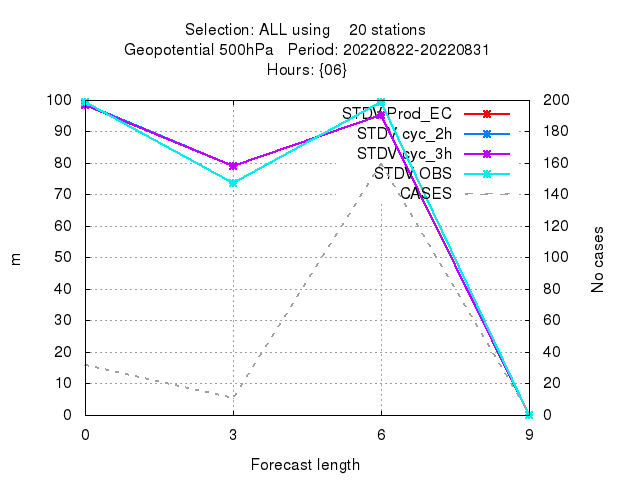 Selection: ALL using 20 stations
Geopotential 500hPa Period: 20220822-20220831
Hours: {06}
100 200
STDV Prod_EC
90 180
STDV cyc_2h
80 160
STDV cyc_3h
STDV OBS
70 140
CASES
60 120
50 100
m
No cases
40 80
30 60
20 40
10 20
0 0
0 3 6 9
Forecast length